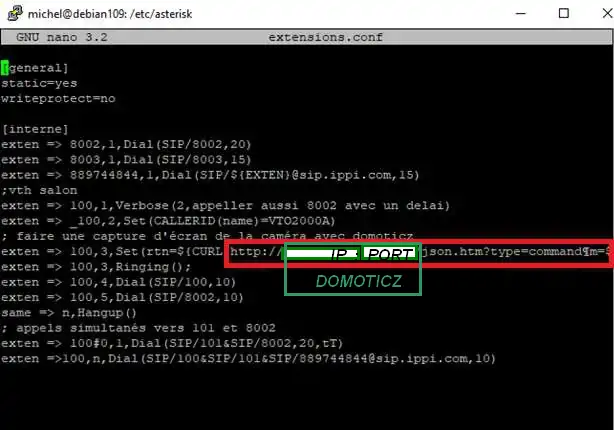 michel@debian109: /etc/asterisk
GNU nano 3.2 extensions.conf
[general]
static=yes
writeprotect=no
[interne]
exten => 8002,1,Dial(SIP/8002,20)
exten => 8003,1,Dial(SIP/8003,15)
exten => 889744844,1,Dial(SIP/${EXTEN}@sip.ippi.com,15)
;vth salon
exten => 100,1,Verbose(2,appeller aussi 8002 avec un delai)
exten => _100,2,Set(CALLERID(name)=VTO2000A)
; faire une capture d'écran de la caméra avec domoticz
exten => 100,3,Set(rtn=${CURL http:// IP : PORT json.htm?type=command¶m=$
DOMOTICZ
exten => 100,3,Ringing();
exten => 100,4,Dial(SIP/100,10)
exten => 100,5,Dial(SIP/8002,10)
same => n,Hangup()
; appels simultanés vers 101 et 8002
exten => 100#0,1,Dial(SIP/101&SIP/8002,20,tT)
exten =>100,n,Dial(SIP/100&SIP/101&SIP/889744844@sip.ippi.com,10)